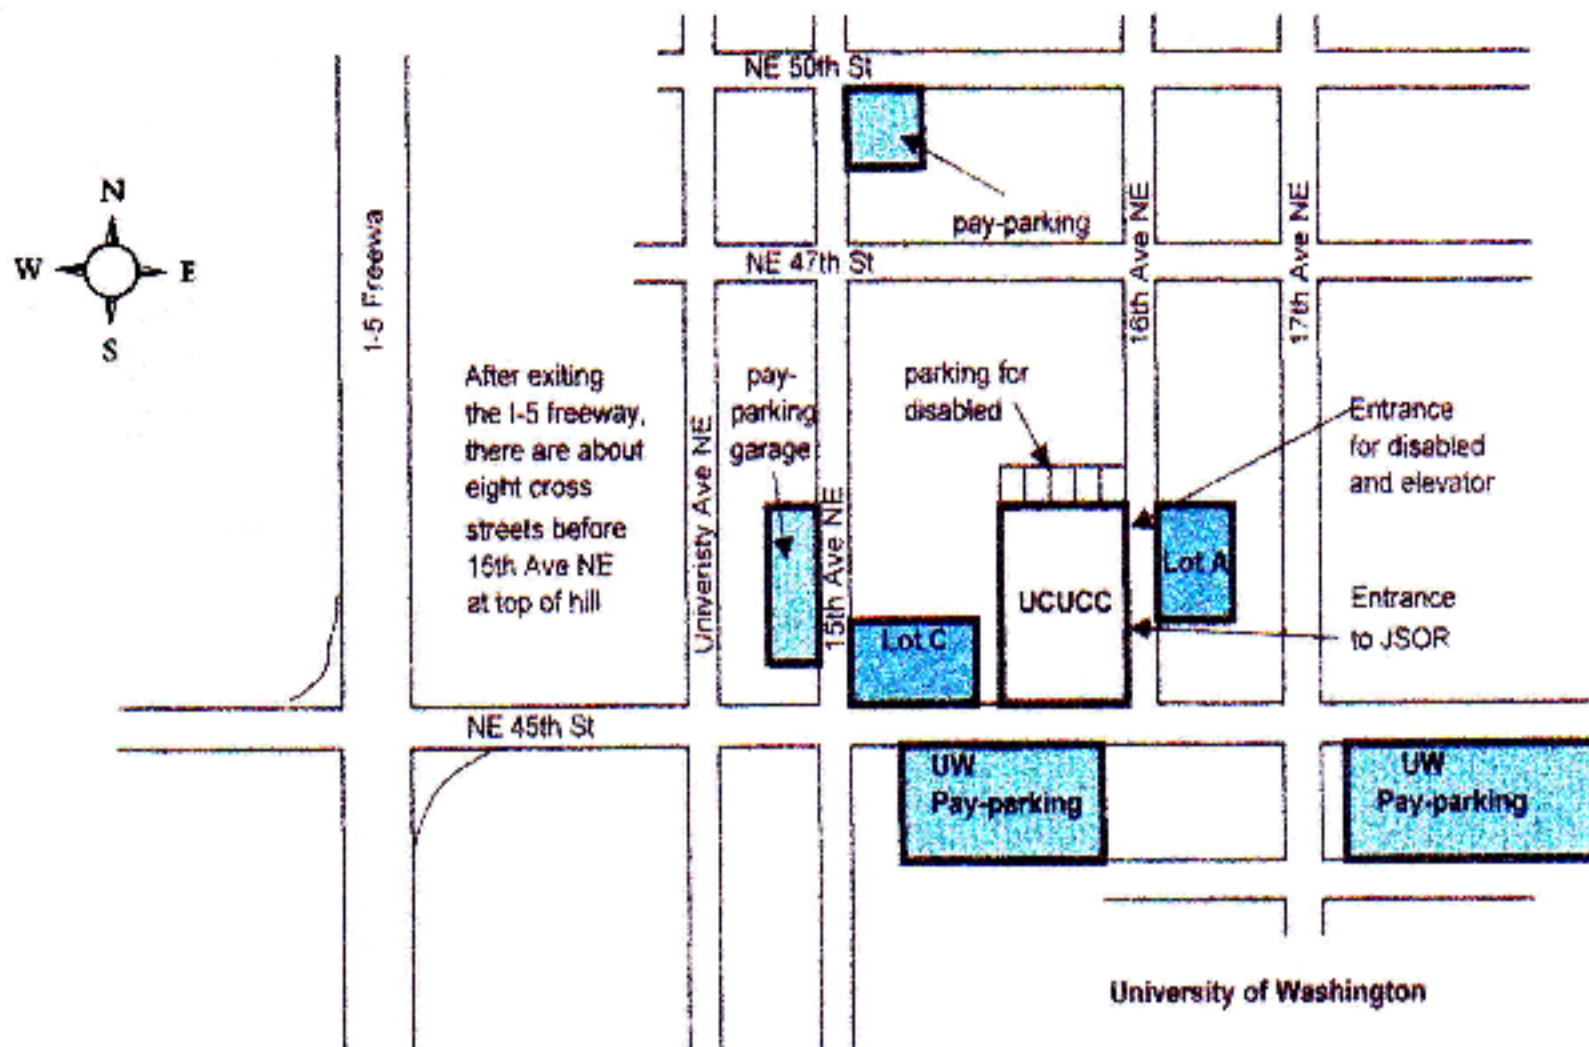 NE 50th St
pay-parking
N
W E
S
1-5 Freewa
NE 47th St
16th Ave NE
17th Ave NE
After exiting
the I-5 freeway,
there are about
eight cross
streets before
15th Ave NE
at top of hill
pay-
parking
garage
parking for
disabled
Entrance
for disabled
and elevator
Univeristy Ave NE
15th Ave NE
Lot A
UCUCC
Entrance
to JSOR
Lot C
NE 45th St
UW
Pay-parking
UW
Pay-parking
University of Washington